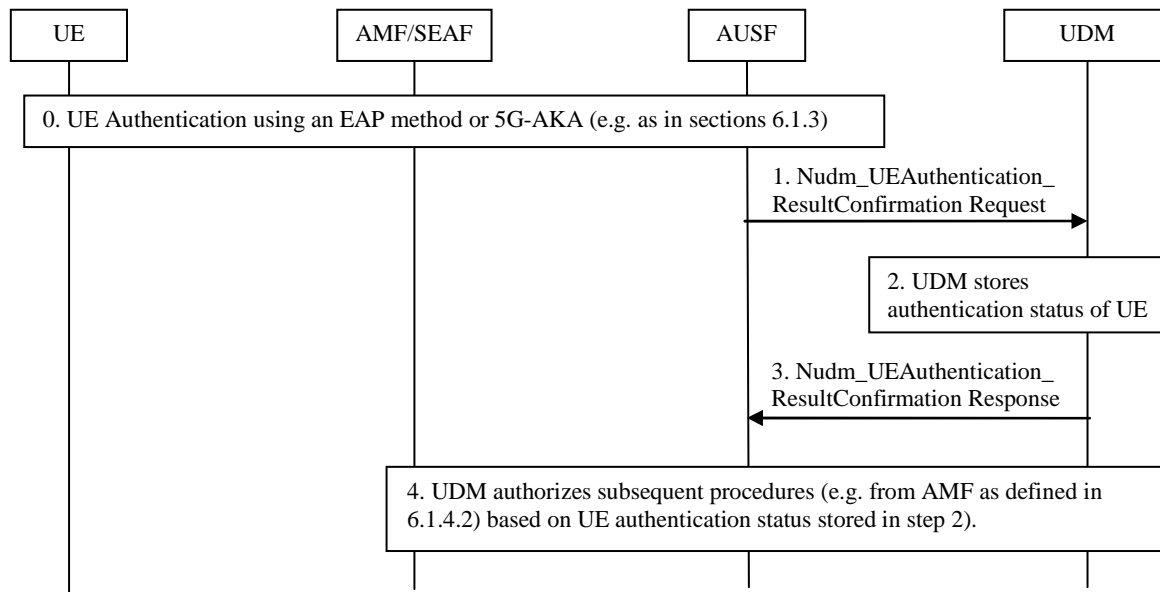 UE
AMF/SEAF
AUSF
UDM
0. UE Authentication using an EAP method or 5G-AKA (e.g. as in sections 6.1.3)
1. Nudm_UEAuthentication_
ResultConfirmation Request
2. UDM stores
authentication status of UE
3. Nudm_UEAuthentication_
ResultConfirmation Response
4. UDM authorizes subsequent procedures (e.g. from AMF as defined in
6.1.4.2) based on UE authentication status stored in step 2).